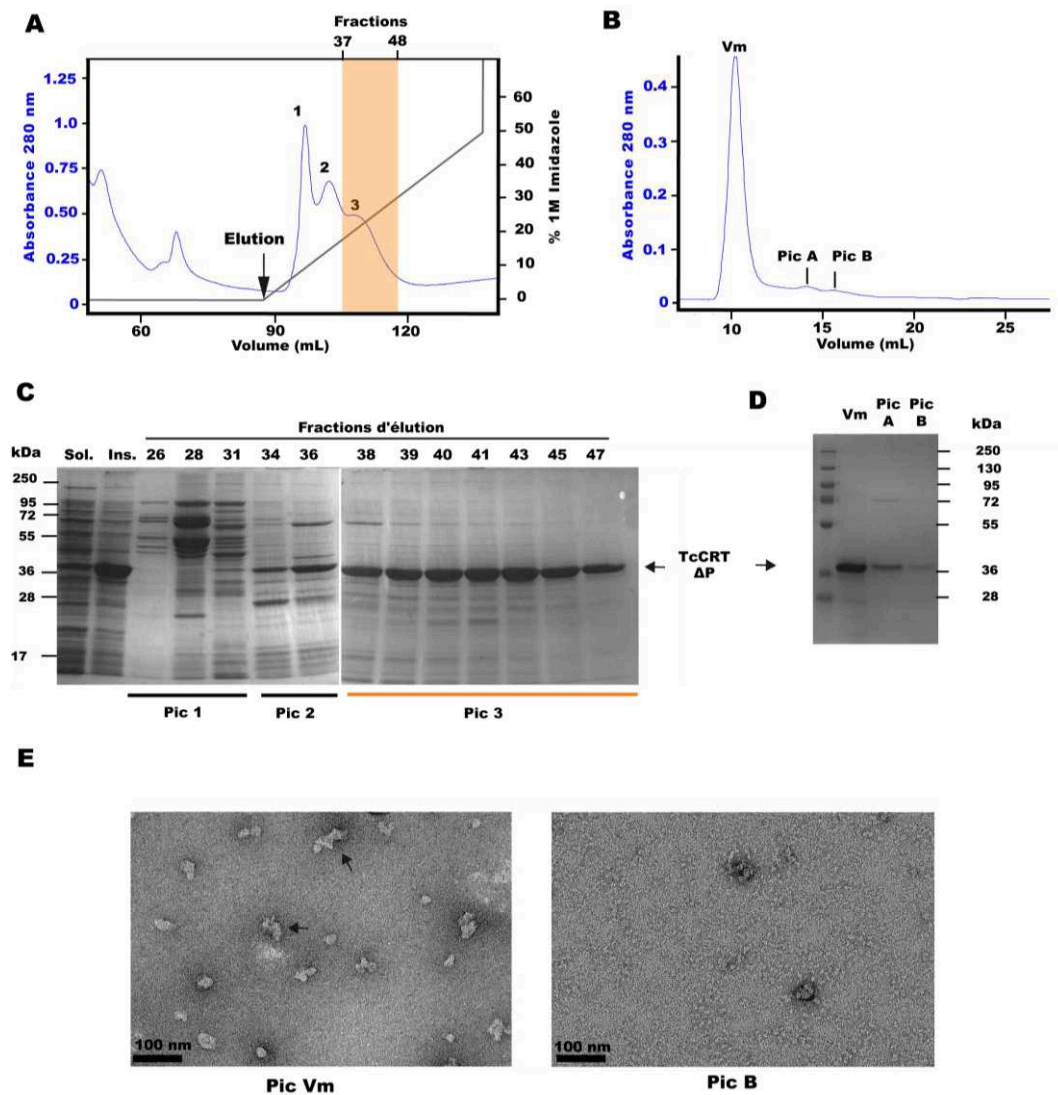 A
Fractions
37 48
Absorbance 280 nm
1.25
1.0
0.75
0.50
0.25
0
1
2
3
Elution
60
50
40
30
20
10
0
% 1M Imidazole
60 90 120
Volume (mL)
B
Vm
Absorbance 280 nm
0.4
0.3
0.2
0.1
0
Pic A Pic B
10 15 20 25
Volume (mL)
C
Fractions d'élution
kDa Sol. Ins. 26 28 31 34 36 38 39 40 41 43 45 47
250
95
72
55
36
28
17
TcCRT
ΔP
Pic 1 Pic 2 Pic 3
D
Vm Pic A Pic B
kDa
250
130
95
72
55
36
28
E
100 nm
Pic Vm
100 nm
Pic B